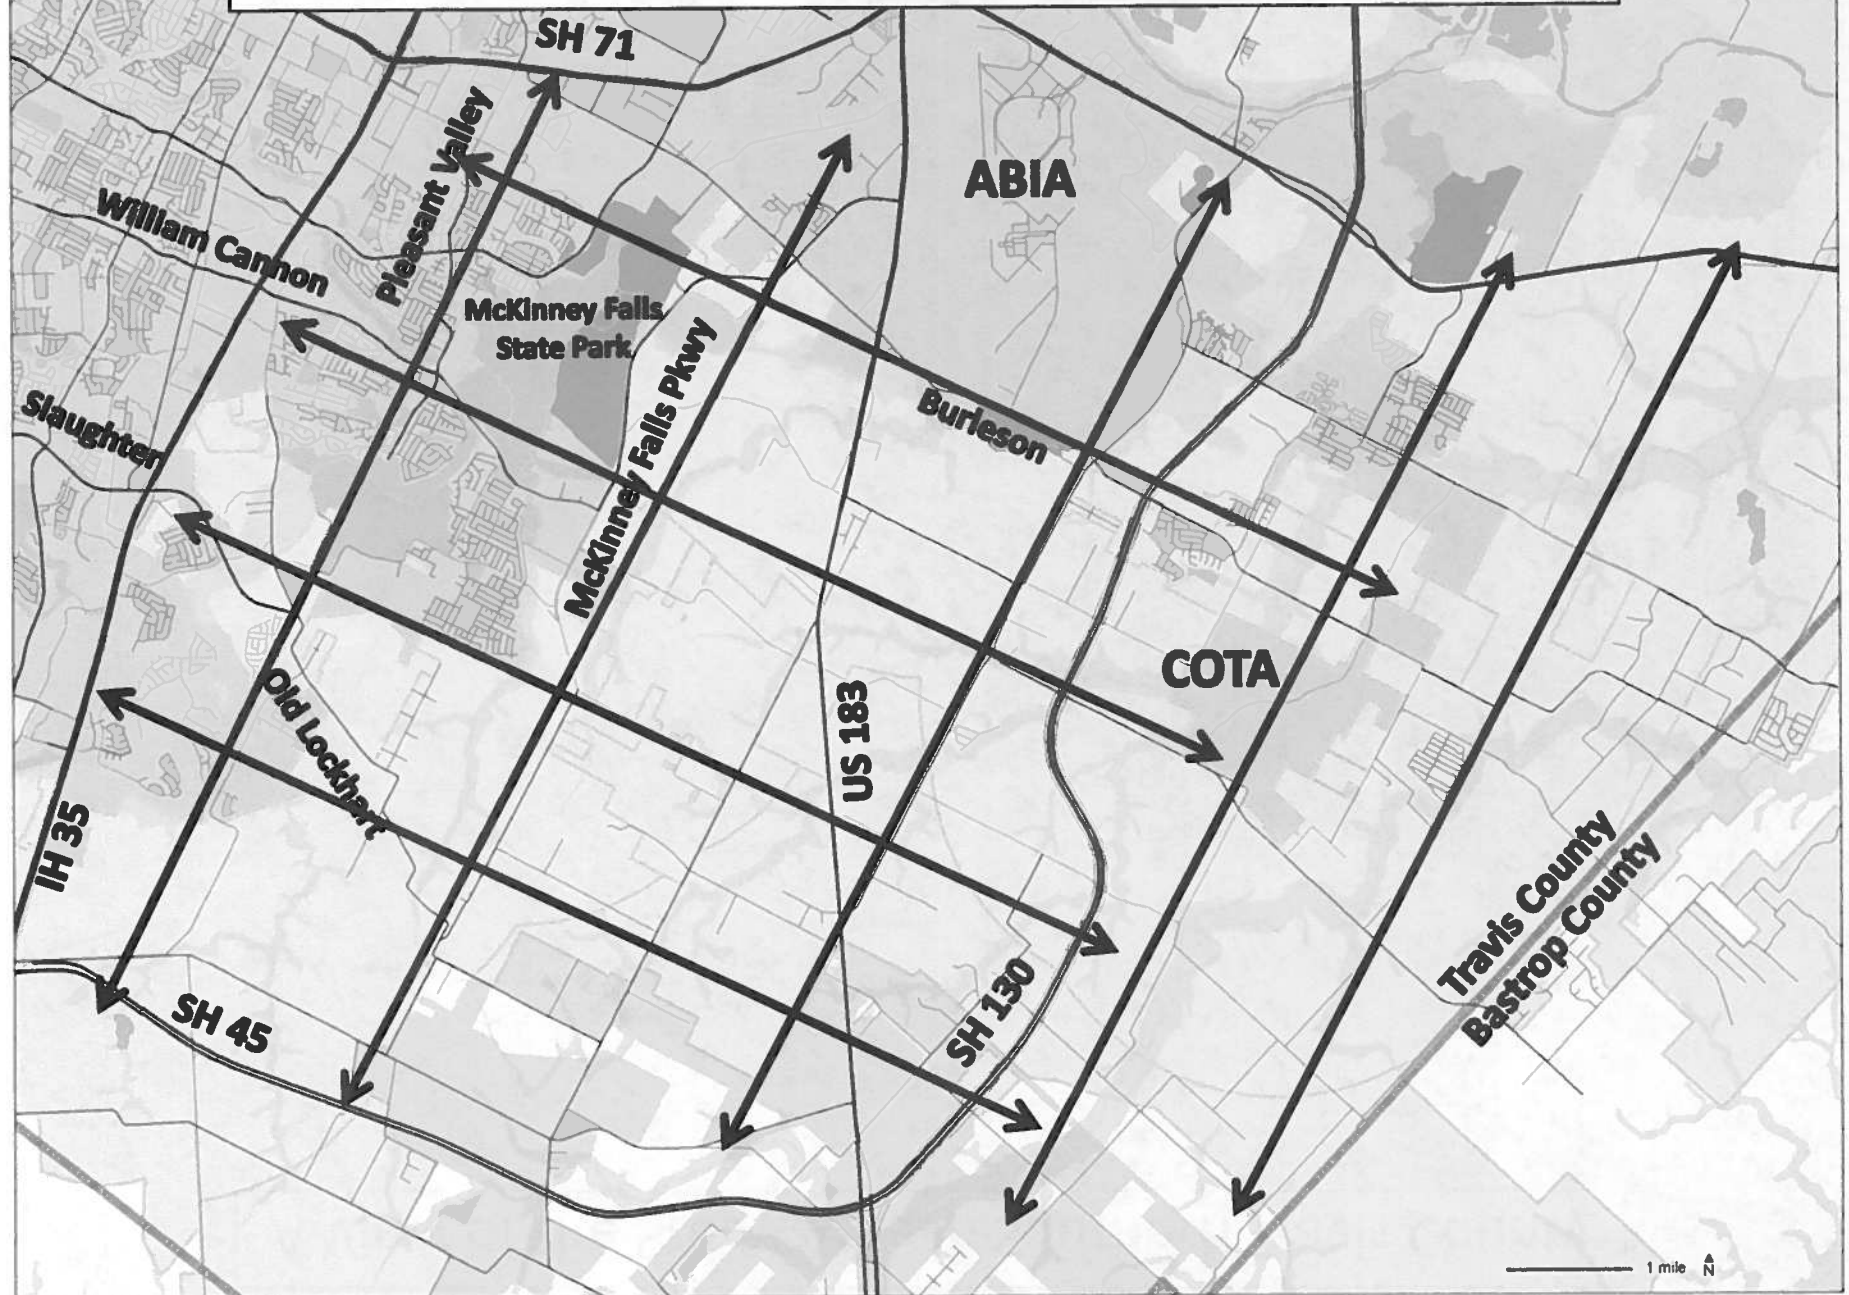 SH 71
ABIA
Pleasant Valley
William Cannon
McKinney Falls
State Park
McKinney Falls Pkwy
Slaughter
Burleson
COTA
Old Lockhart
US 183
IH 35
Travis County
Bastrop County
SH 130
SH 45
1 mile
N